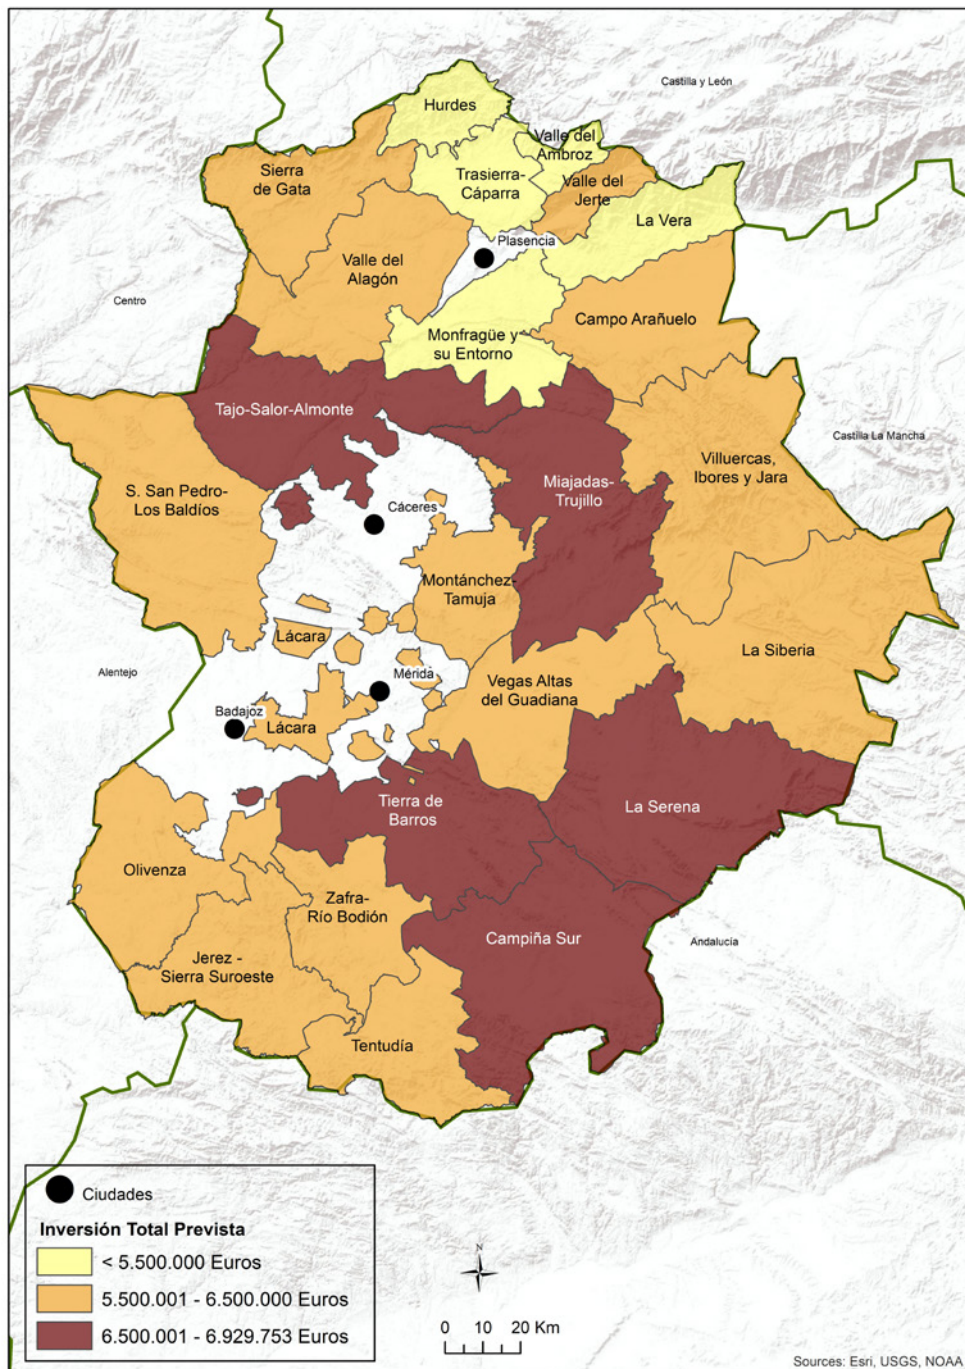 Castilla y León
Hurdes
Valle del
Ambroz
Sierra
de Gata
Trasierra-
Cáparra
Valle del
Jerte
La Vera
Plasencia
Valle del
Alagón
Centro
Campo Arañuelo
Monfragüe y
su Entorno
Tajo-Salor-Almonte
Castilla La Mancha
Villuercas,
Ibores y Jara
Miajadas-
Trujillo
S. San Pedro-
Los Baldíos
Cáceres
Montánchez-
Tamuja
Lácara
La Siberia
Alentejo
Mérida
Vegas Altas
del Guadiana
Badajoz
Lácara
Tierra de
Barros
La Serena
Olivenza
Zafra-
Río Bodión
Campiña Sur
Andalucía
Jerez -
Sierra Suroeste
Tentudía
Ciudades
Inversión Total Prevista
< 5.500.000 Euros
5.500.001 - 6.500.000 Euros
6.500.001 - 6.929.753 Euros
N
0 10 20 Km
Sources: Esri, USGS, NOAA